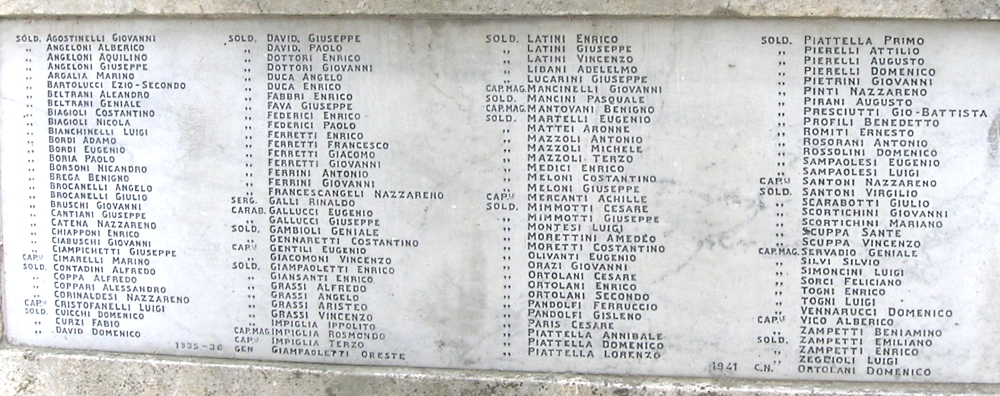 SOLD. AGOSTINELLI GIOVANNI
,, ANGELONI ALBERICO
,, ANGELONI AQUILINO
,, ANGELONI GIUSEPPE
,, ARGALIA MARINO
,, BARTOLUCCI EZIO-SECONDO
,, BELTRANI ALEANDRO
,, BELTRANI GENIALE
,, BIAGIOLI COSTANTINO
,, BIAGIOLI NICOLA
,, BIANCHINELLI LUIGI
,, BORDI ADAMO
,, BORDI EUGENIO
,, BORIA PAOLO
,, BORSONI NICANDRO
,, BREGA BENIGNO
,, BROCANELLI ANGELO
,, BROCANELLI GIULIO
,, BRUSCHI GIOVANNI
,, CANTIANI GIUSEPPE
,, CATENA NAZZARENO
,, CHIAPPONI ENRICO
,, CIABUSCHI GIOVANNI
,, CIAMPICHETTI GIUSEPPE
CAP. CIMARELLI MARINO
SOLD. CONTADINI ALFREDO
,, COPPA ALFREDO
,, COPPARI ALESSANDRO
,, CORINALDESI NAZZARENO
CAP. CRISTOFANELLI LUIGI
SOLD. CUICCHI DOMENICO
,, CURZI FABIO
,, DAVID DOMENICO
1935-36
SOLD. DAVID GIUSEPPE
,, DAVID PAOLO
,, DOTTORI ENRICO
,, DOTTORI GIOVANNI
,, DUCA ANGELO
,, DUCA ENRICO
,, FABBRI ENRICO
,, FAVA GIUSEPPE
,, FEDERICI ENRICO
,, FEDERICI PAOLO
,, FERRETTI ENRICO
,, FERRETTI FRANCESCO
,, FERRETTI GIACOMO
,, FERRETTI GIOVANNI
,, FERRINI ANTONIO
,, FERRINI GIOVANNI
,, FRANCESCANGELI NAZZARENO
SERG. GALLI RINALDO
CARAB. GALLUCCI EUGENIO
,, GALLUCCI GIUSEPPE
SOLD. GAMBIOLI GENIALE
,, GENNARETTI COSTANTINO
CAP. GENTILI EUGENIO
,, GIACOMONI VINCENZO
SOLD. GIAMPAOLETTI ENRICO
,, GIANSANTI ENRICO
,, GRASSI ALFREDO
,, GRASSI ANGELO
,, GRASSI ARISTEO
,, GRASSI VINCENZO
,, IMPIGLIA IPPOLITO
CAP.MAG. IMPIGLIA ROSMONDO
CAP. IMPIGLIA TERZO
GEN GIAMPAOLETTI ORESTE
SOLD. LATINI ENRICO
,, LATINI GIUSEPPE
,, LATINI VINCENZO
,, LIBANI ADELELMO
,, LUCARINI GIUSEPPE
CAP.MAG. MANCINELLI GIOVANNI
SOLD. MANCINI PASQUALE
CAP.MAG. MANTOVANI BENIGNO
SOLD. MARTELLI EUGENIO
,, MATTEI ARONNE
,, MAZZOLI ANTONIO
,, MAZZOLI MICHELE
,, MAZZOLI TERZO
,, MEDICI ENRICO
,, MELONI COSTANTINO
,, MELONI GIUSEPPE
CAP. MERCANTI ACHILLE
SOLD. MIMMOTTI CESARE
,, MIMMOTTI GIUSEPPE
,, MONTESI LUIGI
,, MORETTINI AMEDEO
,, MORETTI COSTANTINO
,, OLIVANTI EUGENIO
,, ORAZI GIOVANNI
,, ORTOLANI CESARE
,, ORTOLANI ENRICO
,, ORTOLANI SECONDO
,, PANDOLFI FERRUCCIO
,, PANDOLFI GISLENO
,, PARIS CESARE
,, PIATTELLA ANNIBALE
,, PIATTELLA DOMENICO
,, PIATTELLA LORENZO
SOLD. PIATTELLA PRIMO
,, PIERELLI ATTILIO
,, PIERELLI AUGUSTO
,, PIERELLI DOMENICO
,, PIETRINI GIOVANNI
,, PINTI NAZZARENO
,, PIRANI AUGUSTO
,, PRESCIUTTI GIO-BATTISTA
,, PROFILI BENEDETTO
,, ROMITI ERNESTO
,, ROSORANI ANTONIO
,, ROSSOLINI DOMENICO
,, SAMPAOLESI EUGENIO
,, SAMPAOLESI LUIGI
CAP. SANTONI NAZZARENO
SOLD. SANTONI VIRGILIO
,, SCARABOTTI GIULIO
,, SCORTICHINI GIOVANNI
,, SCORTICHINI MARIANO
,, SCUPPA SANTE
,, SCUPPA VINCENZO
CAP.MAG. SERVADIO GENIALE
,, SILVI SILVIO
,, SIMONCINI LUIGI
,, SORCI FELICIANO
,, TOGNI ENRICO
,, TOGNI LUIGI
,, VENNARUCCI DOMENICO
CAP. VICO ALBERICO
,, ZAMPETTI BENIAMINO
SOLD. ZAMPETTI EMILIANO
,, ZAMPETTI ENRICO
,, ZEGCIOLI LUIGI
1941 C.N. ORTOLANI DOMENICO